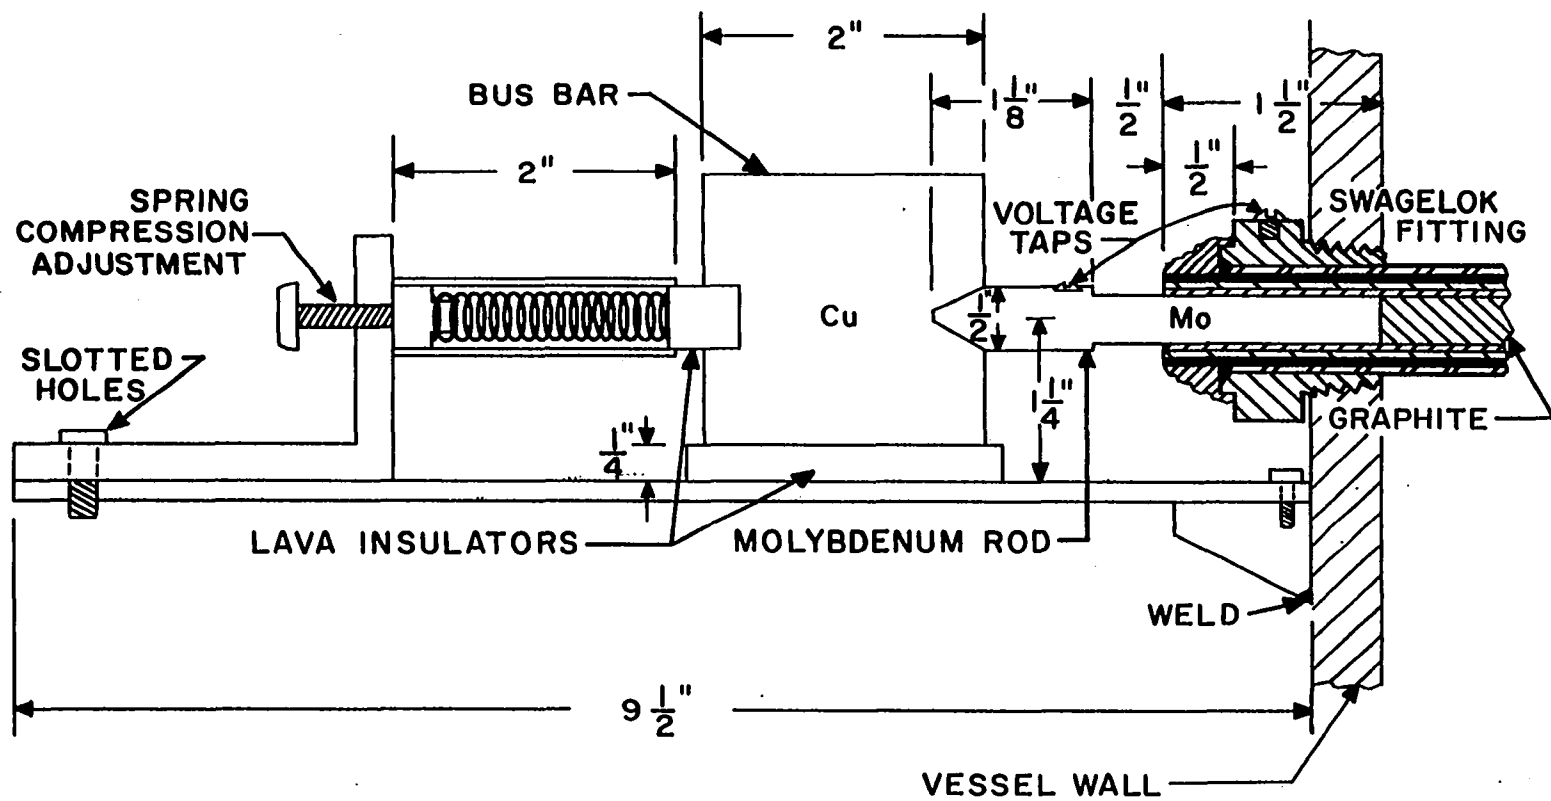 2"
BUS BAR
1 1/8"
1/2"
1 1/2"
2"
1/2"
SPRING
COMPRESSION
ADJUSTMENT
VOLTAGE
TAPS
SWAGELOK
FITTING
Cu
1/2"
Mo
SLOTTED
HOLES
1 1/4"
GRAPHITE
1/4"
LAVA INSULATORS
MOLYBDENUM ROD
WELD
9 1/2"
VESSEL WALL